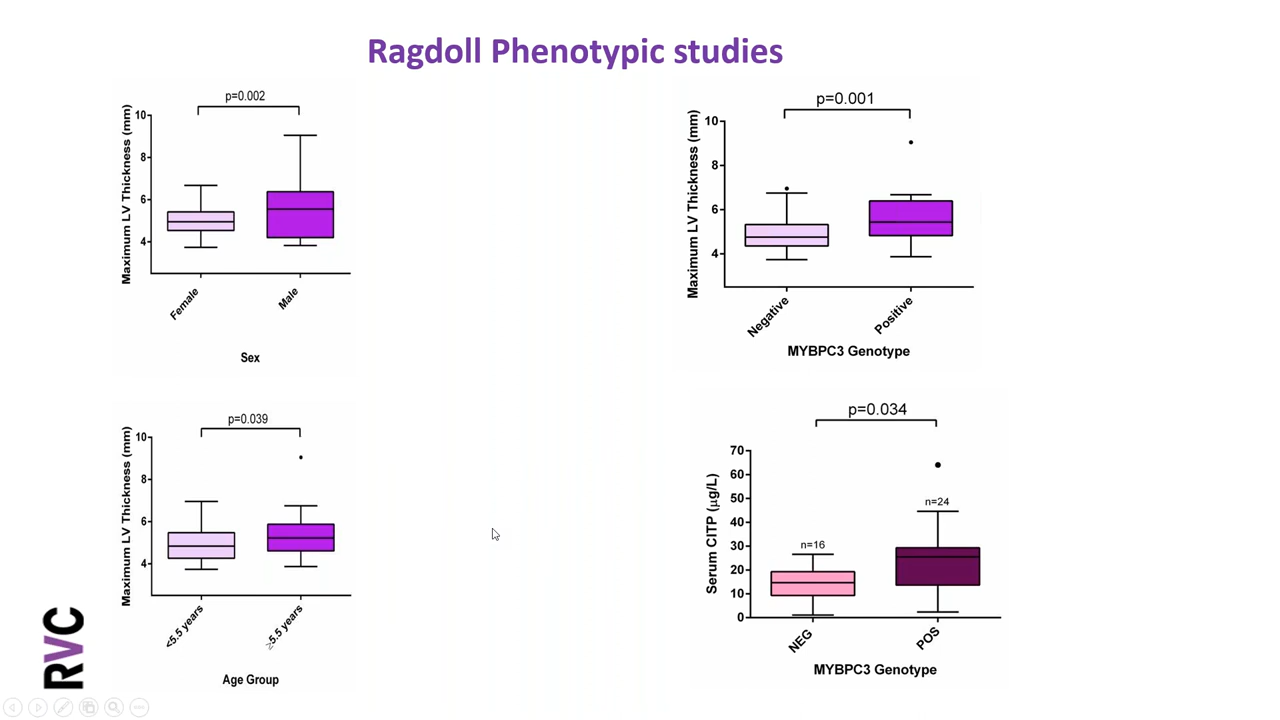 Ragdoll Phenotypic studies
p=0.002
Maximum LV Thickness (mm)
10
8
6
4
Female
Male
Sex
p=0.001
Maximum LV Thickness (mm)
10
8
6
4
Negative
Positive
MYBPC3 Genotype
p=0.039
Maximum LV Thickness (mm)
10
8
6
4
<5.5 years
≥5.5 years
Age Group
p=0.034
Serum CITP (µg/L)
70
60
50
40
30
20
10
0
n=16
n=24
NEG
POS
MYBPC3 Genotype
RVC